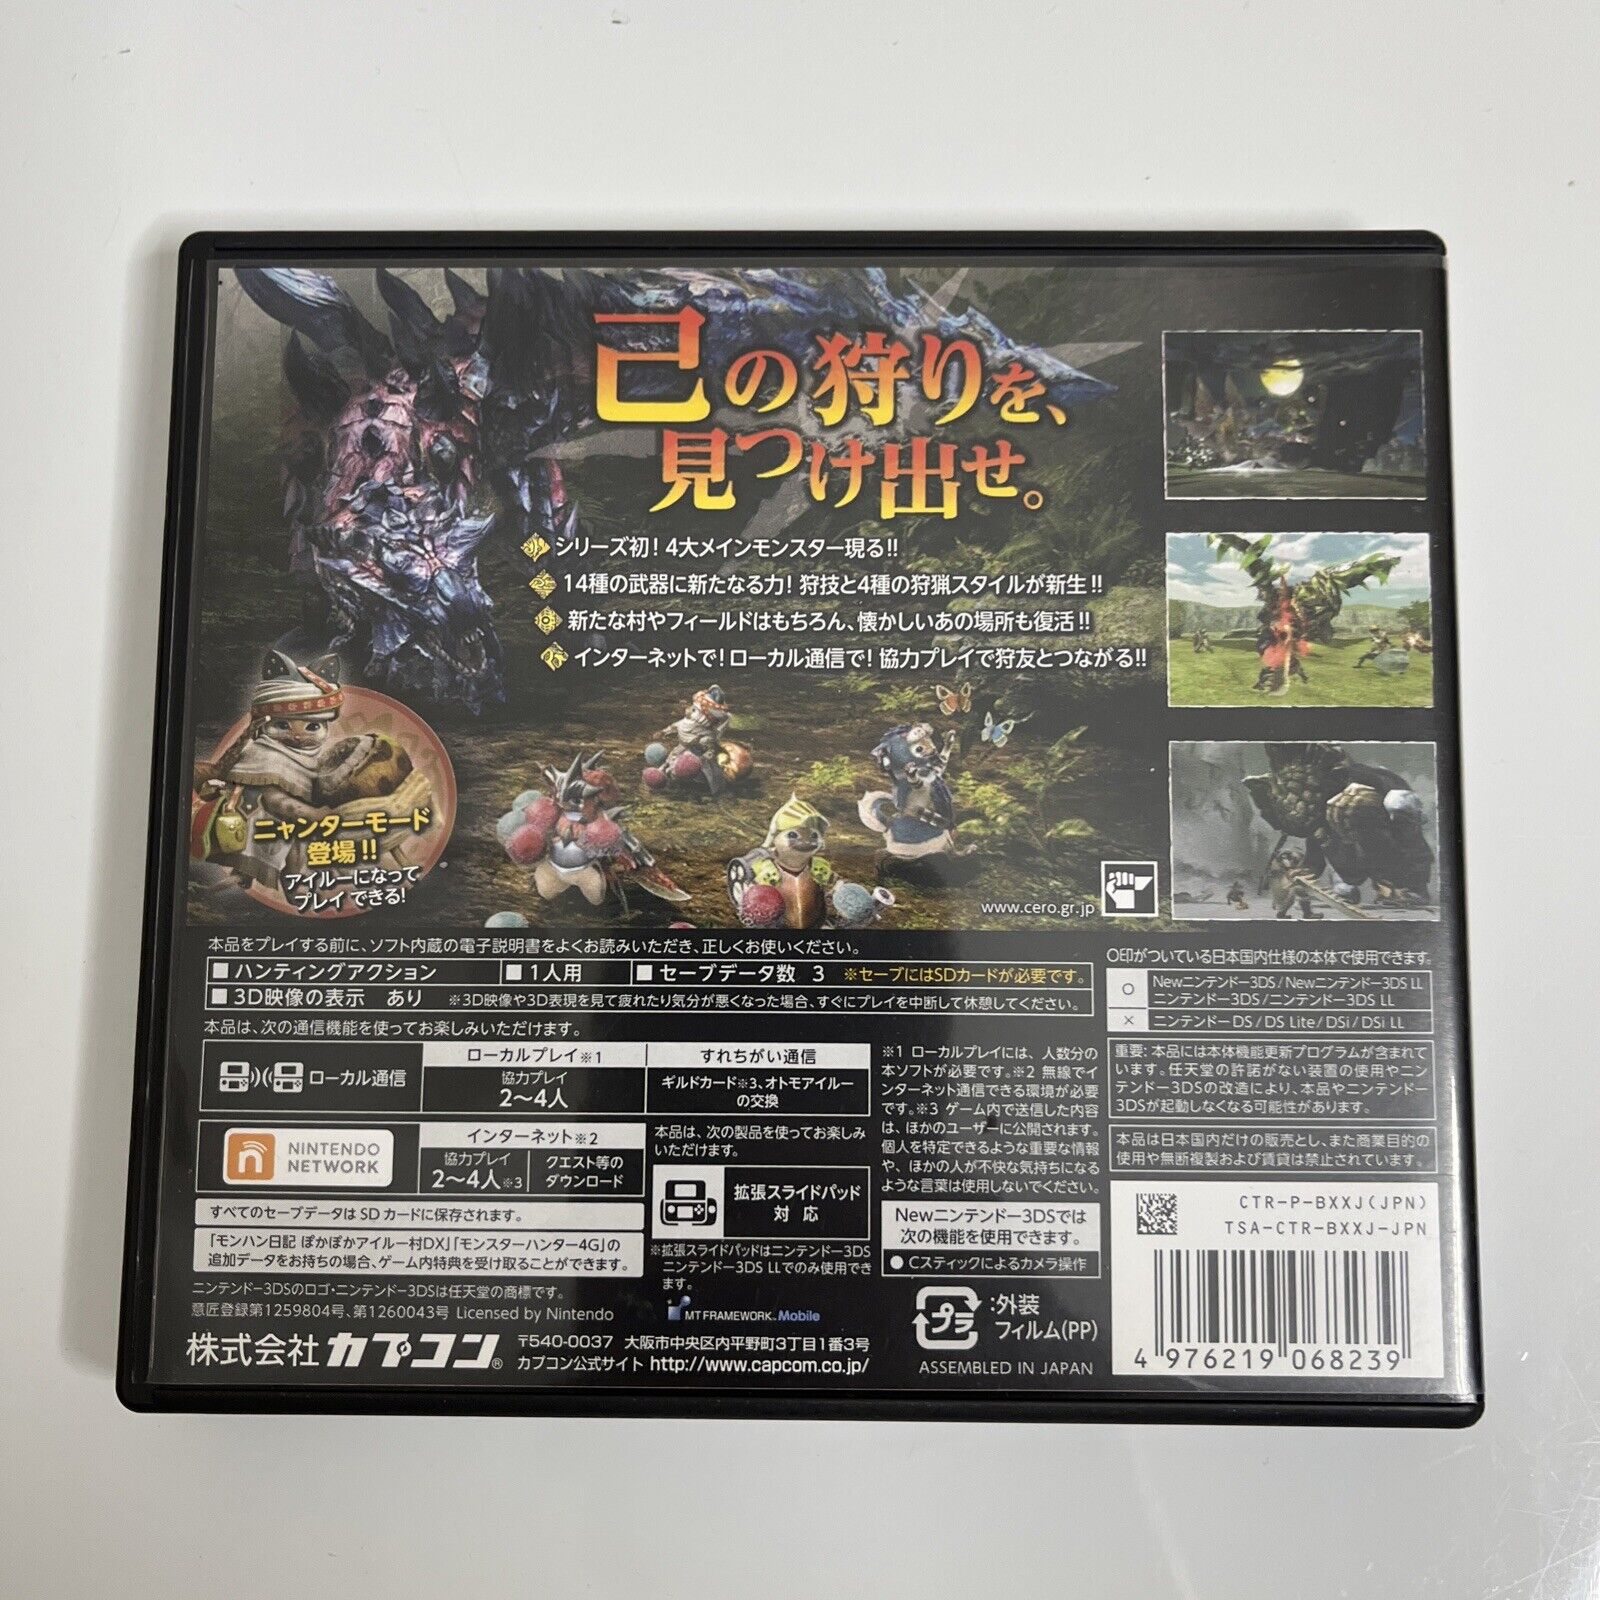 己の狩りを、
見つけ出せ。
シリーズ初! 4大メインモンスター現る!!
14種の武器に新たなる力! 狩技と4種の狩猟スタイルが新生!!
新たな村やフィールドはもちろん、懐かしいあの場所も復活!!
インターネットで! ローカル通信で! 協力プレイで狩友とつながる!!
ニャンターモード
登場!!
アイルーになって
プレイできる!
www.cero.gr.jp
本品をプレイする前に、ソフト内蔵の電子説明書をよくお読みいただき、正しくお使いください。
■ ハンティングアクション ■ 1人用 ■ セーブデータ数 3 ※セーブにはSDカードが必要です。
■ 3D映像の表示 あり ※3D映像や3D表現を見て疲れたり気分が悪くなった場合、すぐにプレイを中断して休憩してください。
本品は、次の通信機能を使ってお楽しみいただけます。
ローカル通信
ローカルプレイ※1
協力プレイ
2〜4人
すれちがい通信
ギルドカード※3、オトモアイルー
の交換
NINTENDO
NETWORK
インターネット※2
協力プレイ
2〜4人※3
クエスト等の
ダウンロード
本品は、次の製品を使ってお楽しみ
いただけます。
拡張スライドパッド
対 応
※拡張スライドパッドはニンテンドー3DS
ニンテンドー3DS LLでのみ使用でき
ます。
すべてのセーブデータは SD カードに保存されます。
「モンハン日記 ぽかぽかアイルー村DX」「モンスターハンター4G」の
追加データをお持ちの場合、ゲーム内特典を受け取ることができます。
ニンテンドー3DSのロゴ・ニンテンドー3DSは任天堂の商標です。
意匠登録第1259804号、第1260043号 Licensed by Nintendo
MT FRAMEWORK Mobile
株式会社カプコン®
〒540-0037 大阪市中央区内平野町3丁目1番3号
カプコン公式サイト http://www.capcom.co.jp/
※1 ローカルプレイには、人数分の
本ソフトが必要です。※2 無線でイ
ンターネット通信できる環境が必要
です。※3 ゲーム内で送信した内容
は、ほかのユーザーに公開されます。
個人を特定できるような重要な情報
や、ほかの人が不快な気持ちになる
ような言葉は使用しないでください。
Newニンテンドー3DSでは
次の機能を使用できます。
● Cスティックによるカメラ操作
プラ
:外装
フィルム(PP)
ASSEMBLED IN JAPAN
○印がついている日本国内仕様の本体で使用できます。
○ Newニンテンドー3DS/Newニンテンドー3DS LL
ニンテンドー3DS/ニンテンドー3DS LL
× ニンテンドーDS/DS Lite/DSi/DSi LL
重要:本品には本体機能更新プログラムが含まれて
います。任天堂の許諾がない装置の使用やニン
テンドー3DSの改造により、本品やニンテンドー
3DSが起動しなくなる可能性があります。
本品は日本国内だけの販売とし、また商業目的の
使用や無断複製および賃貸は禁止されています。
CTR-P-BXXJ(JPN)
TSA-CTR-BXXJ-JPN
4 976219 068239